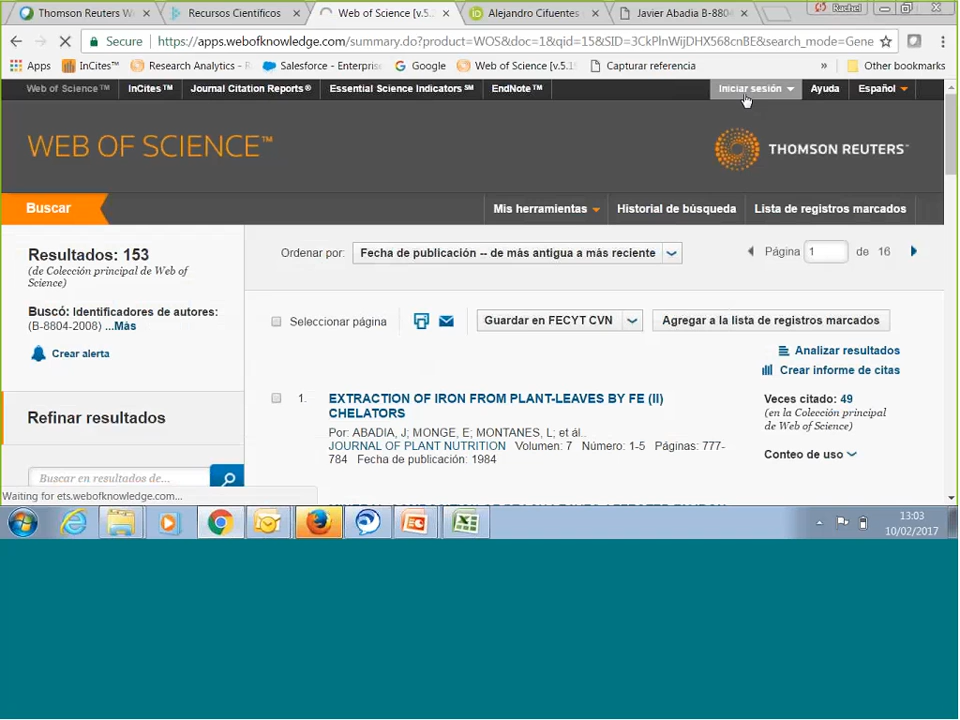 Thomson Reuters We
Recursos Científicos
Web of Science [v.5.
Alejandro Cifuentes
Javier Abadia B-880
Rachel
Secure https://apps.webofknowledge.com/summary.do?product=WOS&doc=1&qid=15&SID=3CkPlnWijDHX568cnBE&search_mode=Gene
Apps InCites™ Research Analytics - Salesforce - Enterprise Google Web of Science [v.5.1 Capturar referencia » Other bookmarks
Web of Science™ InCites™ Journal Citation Reports® Essential Science Indicators℠ EndNote™ Iniciar sesión Ayuda Español
WEB OF SCIENCE™
THOMSON REUTERS™
Buscar Mis herramientas Historial de búsqueda Lista de registros marcados
Resultados: 153
(de Colección principal de Web of
Science)
Buscó: Identificadores de autores:
(B-8804-2008) ...Más
Crear alerta
Refinar resultados
Buscar en resultados de...
Ordenar por: Fecha de publicación -- de más antigua a más reciente Página 1 de 16
Seleccionar página Guardar en FECYT CVN Agregar a la lista de registros marcados
Analizar resultados
Crear informe de citas
1. EXTRACTION OF IRON FROM PLANT-LEAVES BY FE (II)
CHELATORS
Por: ABADIA, J; MONGE, E; MONTANES, L; et ál..
JOURNAL OF PLANT NUTRITION Volumen: 7 Número: 1-5 Páginas: 777-
784 Fecha de publicación: 1984
Veces citado: 49
(en la Colección principal
de Web of Science)
Conteo de uso
Waiting for ets.webofknowledge.com...
13:03
10/02/2017